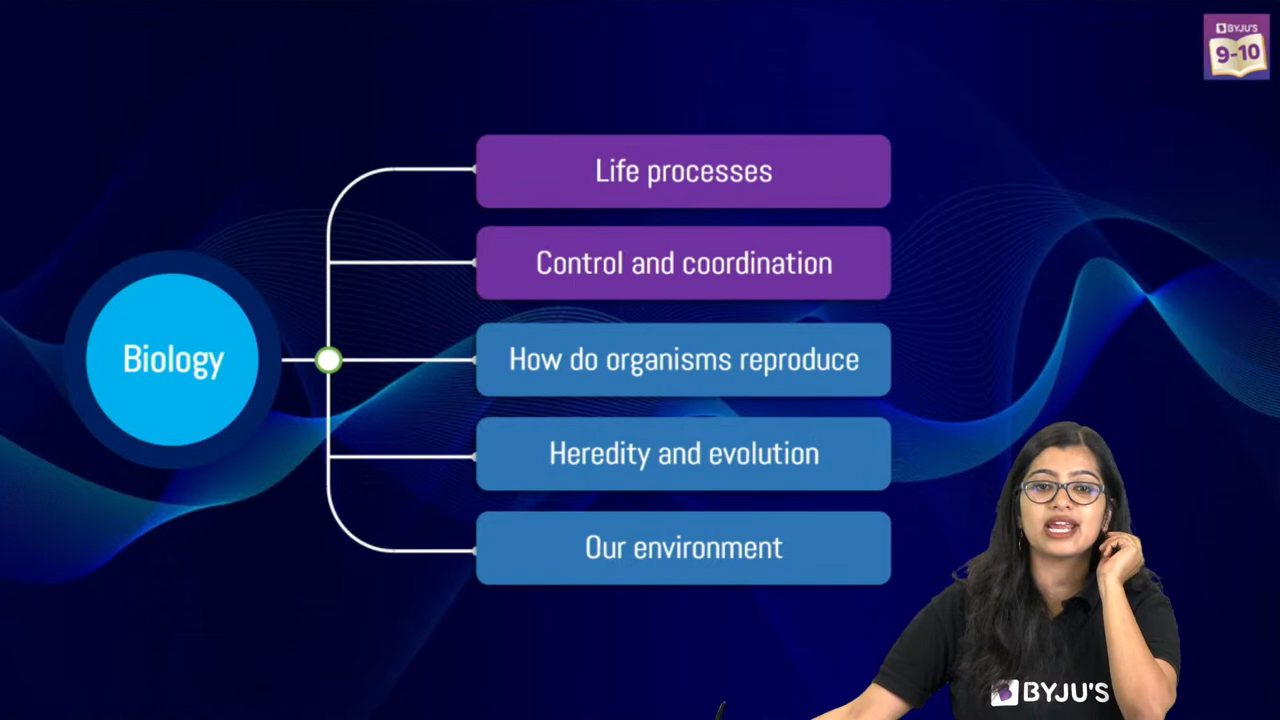 BYJU'S
9-10
Life processes
Control and coordination
Biology
How do organisms reproduce
Heredity and evolution
Our environment
BYJU'S